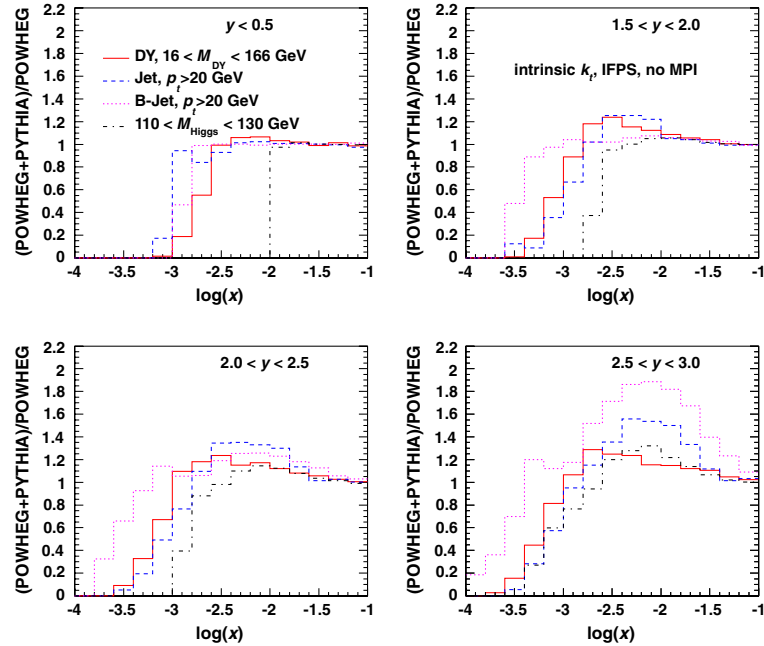 y < 0.5
DY, 16 < M_DY < 166 GeV
Jet, p_t >20 GeV
B-Jet, p_t >20 GeV
110 < M_Higgs < 130 GeV
(POWHEG+PYTHIA)/POWHEG
2.2
2
1.8
1.6
1.4
1.2
1
0.8
0.6
0.4
0.2
0
-4 -3.5 -3 -2.5 -2 -1.5 -1
log(x)
1.5 < y < 2.0
intrinsic k_t, IFPS, no MPI
(POWHEG+PYTHIA)/POWHEG
2.2
2
1.8
1.6
1.4
1.2
1
0.8
0.6
0.4
0.2
0
-4 -3.5 -3 -2.5 -2 -1.5 -1
log(x)
2.0 < y < 2.5
(POWHEG+PYTHIA)/POWHEG
2.2
2
1.8
1.6
1.4
1.2
1
0.8
0.6
0.4
0.2
0
-4 -3.5 -3 -2.5 -2 -1.5 -1
log(x)
2.5 < y < 3.0
(POWHEG+PYTHIA)/POWHEG
2.2
2
1.8
1.6
1.4
1.2
1
0.8
0.6
0.4
0.2
0
-4 -3.5 -3 -2.5 -2 -1.5 -1
log(x)